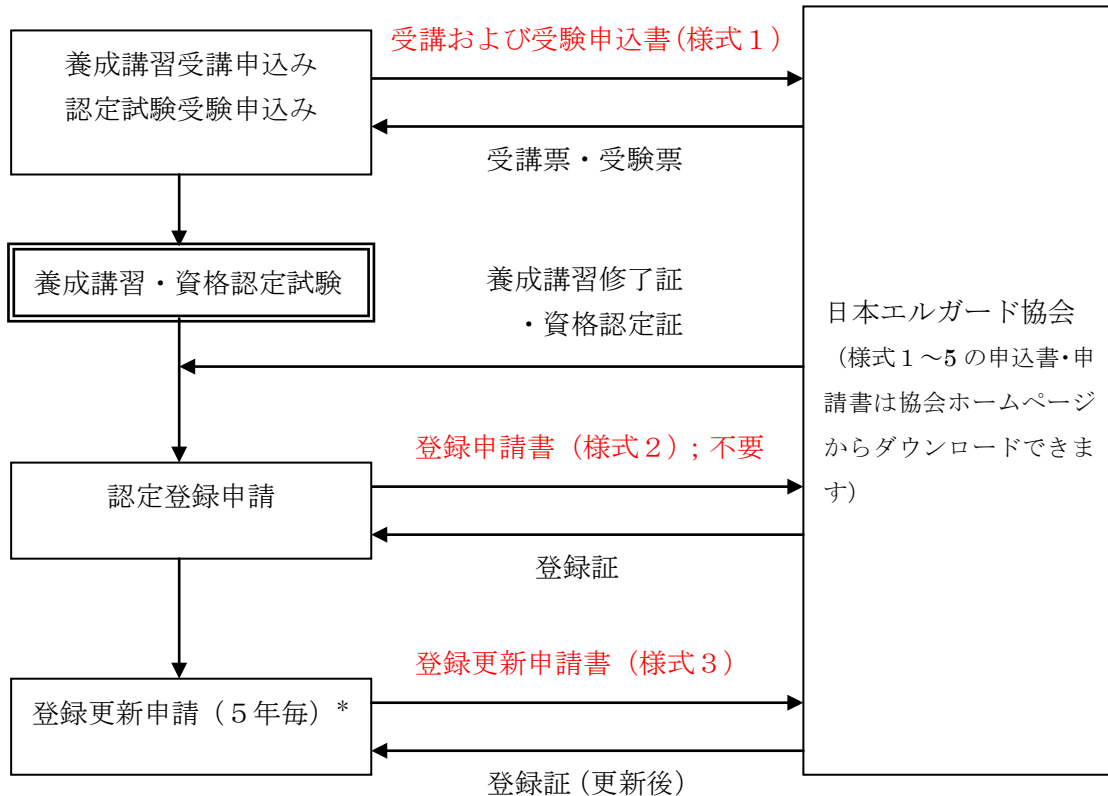 養成講習受講申込み
認定試験受験申込み
受講および受験申込書(様式1)
受講票・受験票
養成講習・資格認定試験
養成講習修了証
・資格認定証
日本エルガード協会
(様式1~5の申込書・申
請書は協会ホームページ
からダウンロードできま
す)
認定登録申請
登録申請書(様式2);不要
登録証
登録更新申請(5年毎)*
登録更新申請書(様式3)
登録証(更新後)